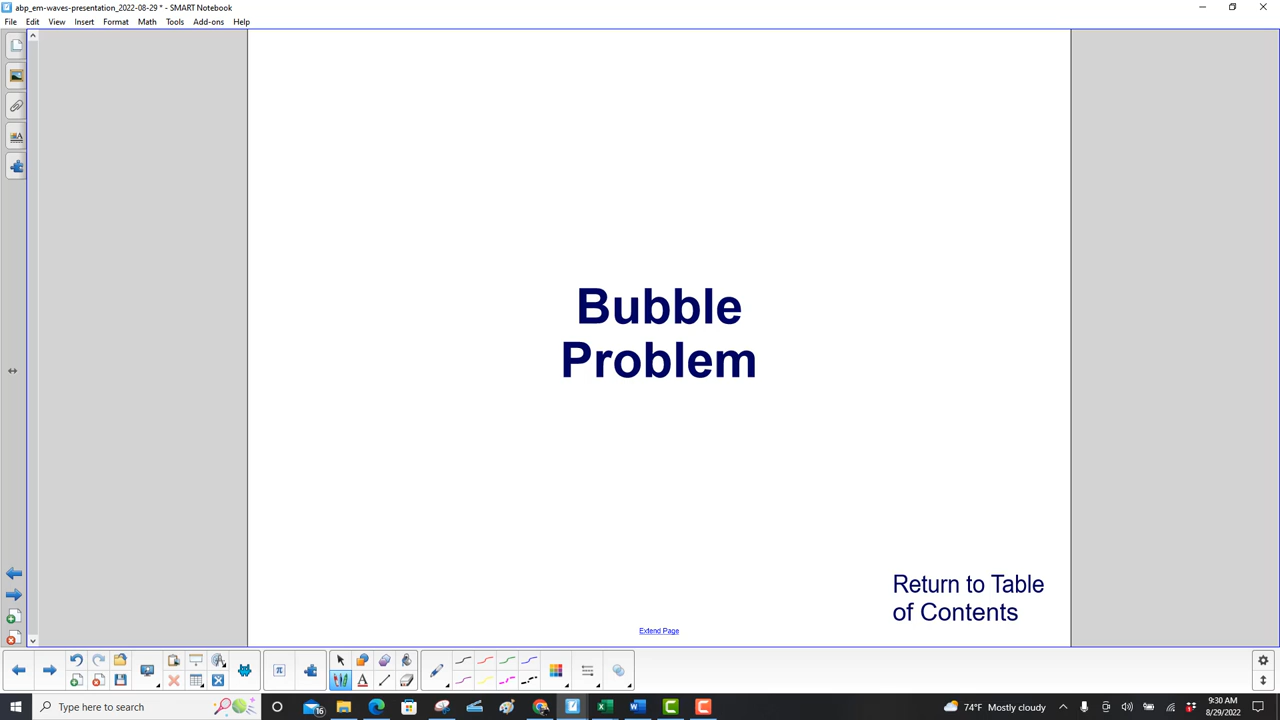 abp_em-waves-presentation_2022-08-29 * - SMART Notebook
File Edit View Insert Format Math Tools Add-ons Help
Bubble
Problem
Return to Table
of Contents
Extend Page
Type here to search
16
74°F Mostly cloudy
9:30 AM
8/29/2022